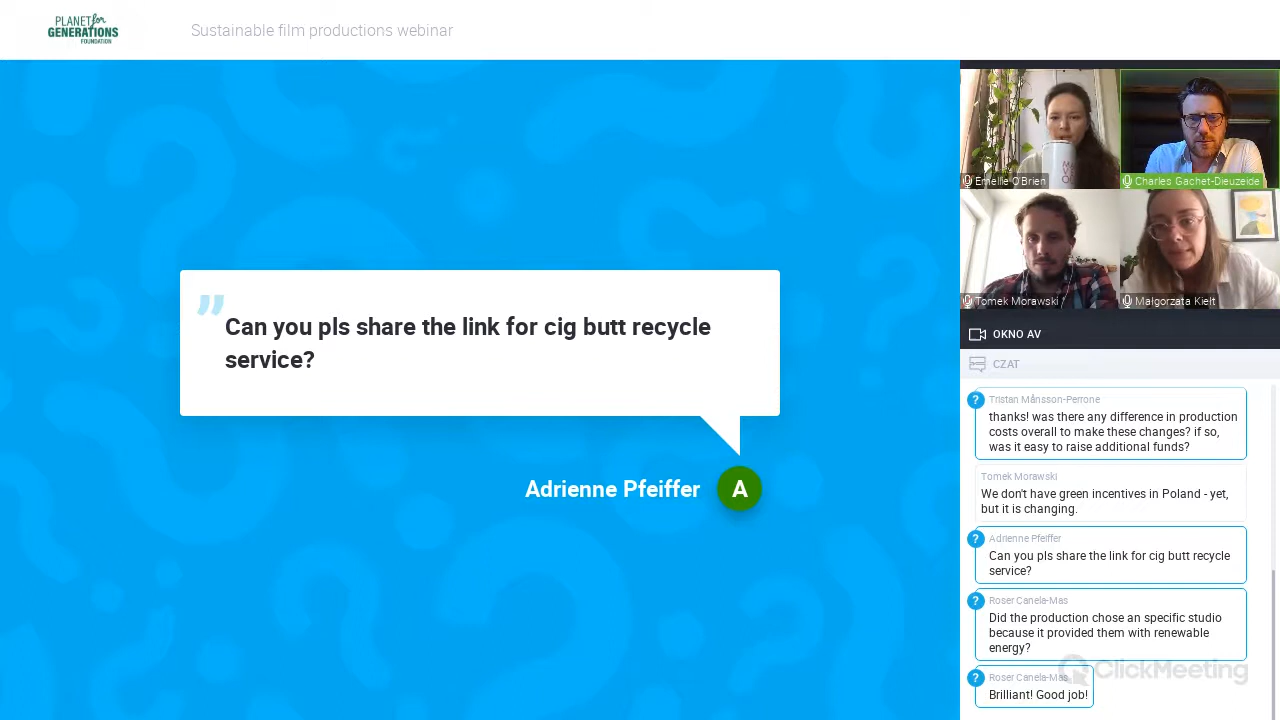 PLANET for
GENERATIONS
FOUNDATION
Sustainable film productions webinar
Can you pls share the link for cig butt recycle
service?
Adrienne Pfeiffer
A
Charles Gachet-Dieuzeide
Tomek Morawski
Małgorzata Kiełt
OKNO AV
CZAT
?
Tristan Månsson-Perrone
thanks! was there any difference in production
costs overall to make these changes? if so,
was it easy to raise additional funds?
Tomek Morawski
We don't have green incentives in Poland - yet,
but it is changing.
?
Adrienne Pfeiffer
Can you pls share the link for cig butt recycle
service?
?
Roser Canela-Mas
Did the production chose an specific studio
because it provided them with renewable
energy?
ClickMeeting
?
Roser Canela-Mas
Brilliant! Good job!